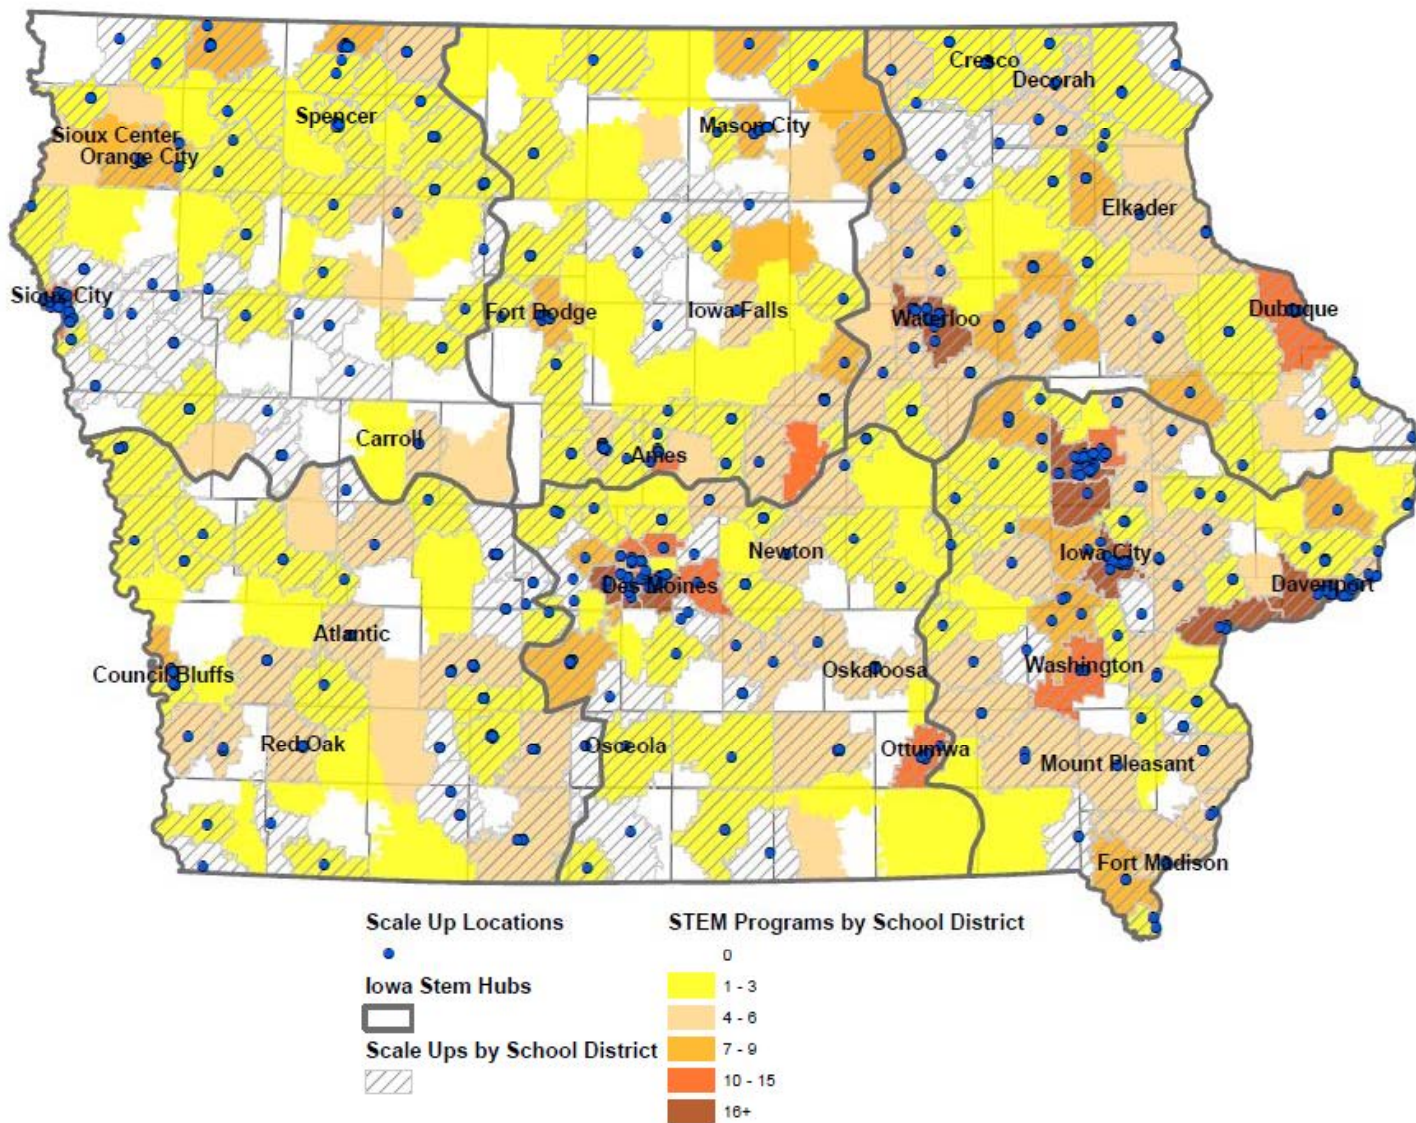 Cresco
Decorah
Spencer
Mason City
Sioux Center
Orange City
Elkader
Sioux City
Fort Dodge
Iowa Falls
Waterloo
Dubuque
Carroll
Ames
Newton
Iowa City
Des Moines
Davenport
Atlantic
Council Bluffs
Oskaloosa
Washington
Red Oak
Osceola
Ottumwa
Mount Pleasant
Fort Madison
Scale Up Locations
STEM Programs by School District
0
Iowa Stem Hubs
1 - 3
4 - 6
Scale Ups by School District
7 - 9
10 - 15
16+